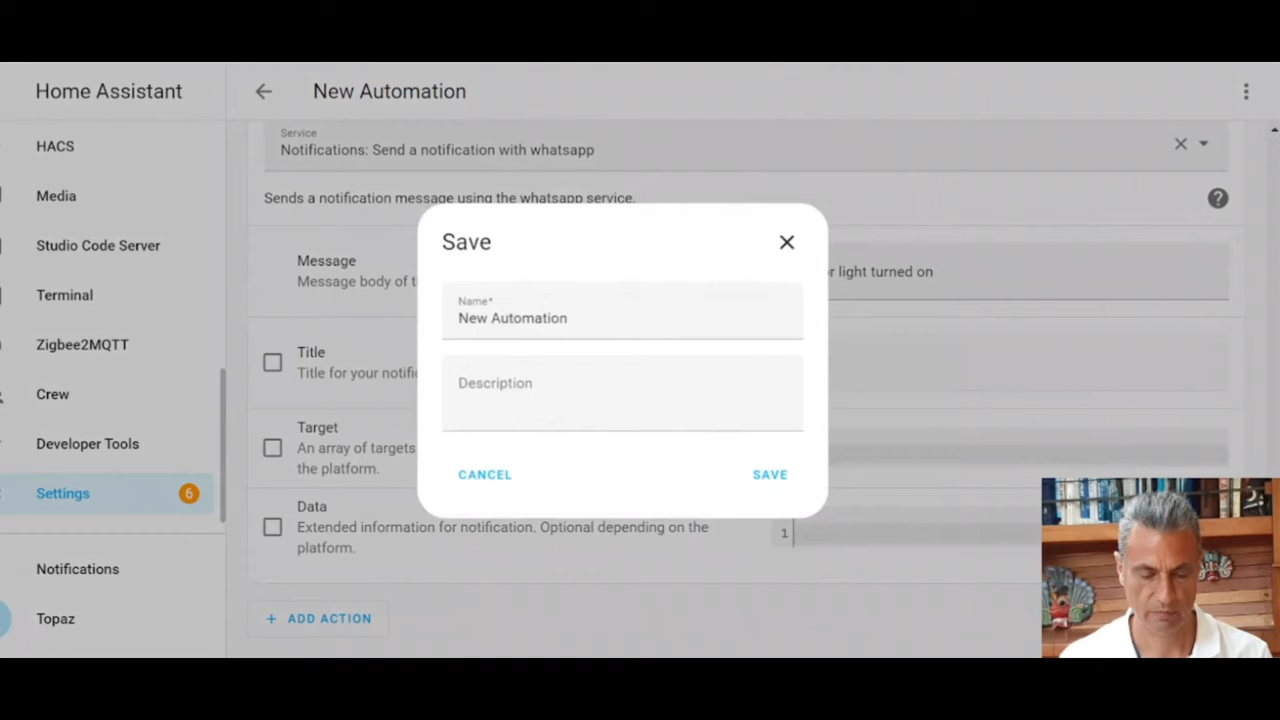 Home Assistant
New Automation
HACS
Media
Studio Code Server
Terminal
Zigbee2MQTT
Crew
Developer Tools
Settings
6
Notifications
Topaz
Service
Notifications: Send a notification with whatsapp
Sends a notification message using the whatsapp service.
Message
Message body of t
r light turned on
Title
Title for your notifi
Target
An array of targets
the platform.
Data
Extended information for notification. Optional depending on the
platform.
1
+ ADD ACTION
Save
Name*
New Automation
Description
CANCEL
SAVE